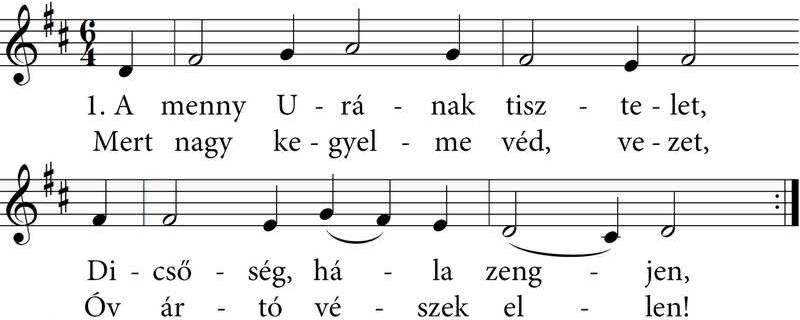 6
4
1. A menny U - rá - nak tisz - te - let,
Mert nagy ke - gyel - me véd, ve - zet,
Di - cső - ség, há - la zeng - jen,
Óv ár - tó vé - szek el - len!